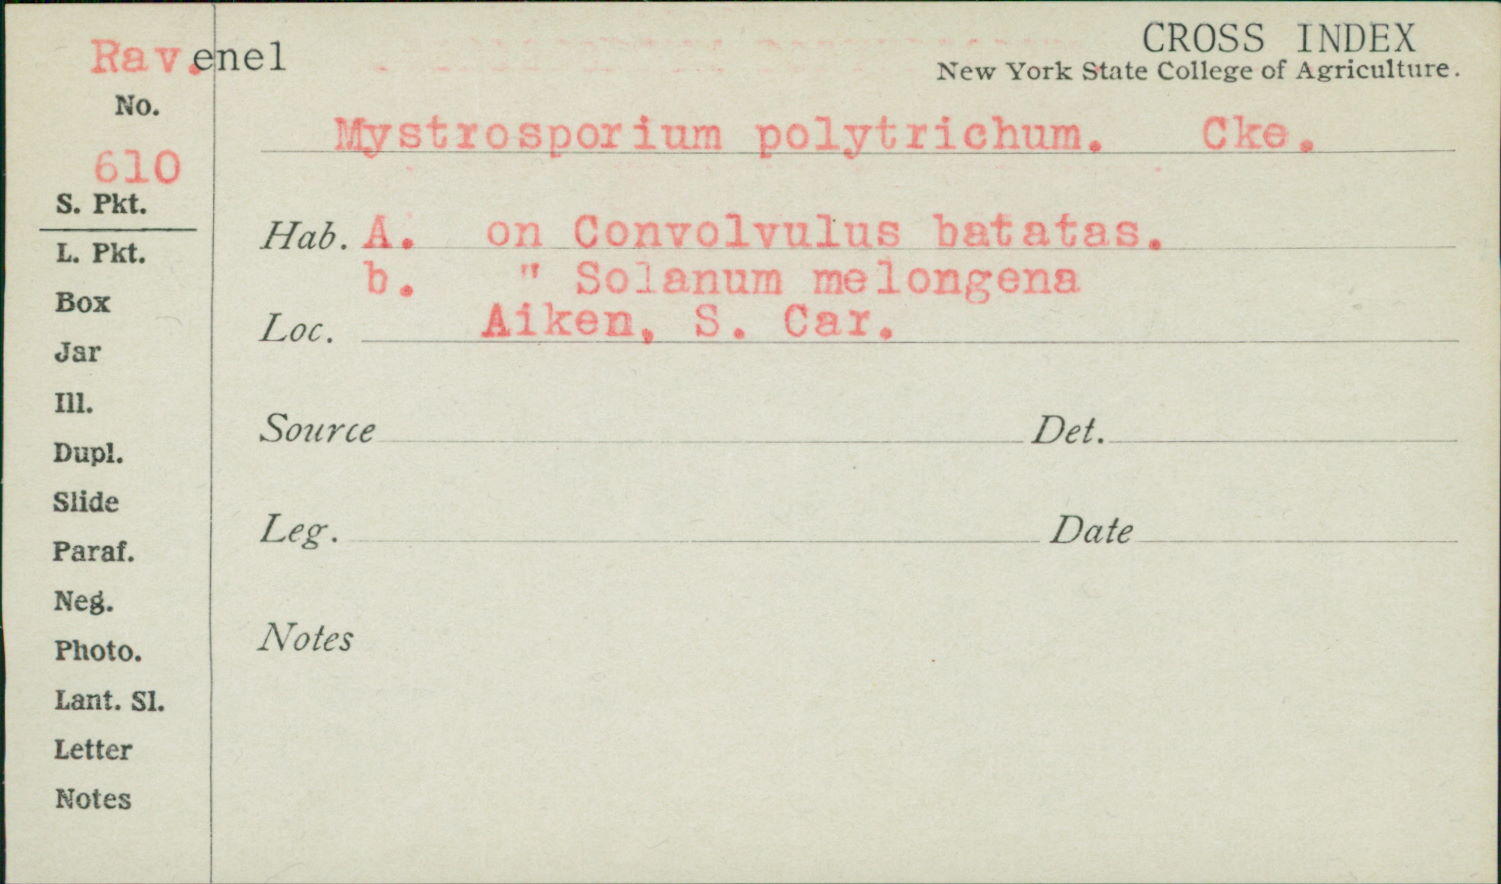 Rav.enel
CROSS INDEX
New York State College of Agriculture.
No.
Mystrosporium polytrichum. Cke.
610
S. Pkt.
Hab. A. on Convolvulus batatas.
L. Pkt.
b. " Solanum melongena
Box
Loc. Aiken, S. Car.
Jar
Ill.
Source Det.
Dupl.
Slide
Leg. Date
Paraf.
Neg.
Notes
Photo.
Lant. Sl.
Letter
Notes